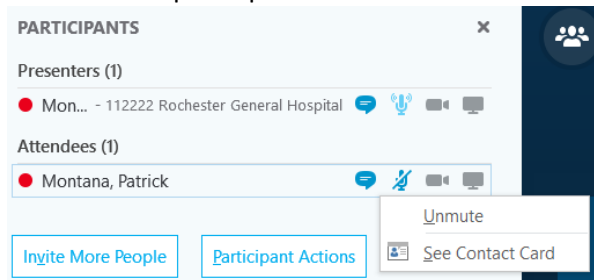 PARTICIPANTS
Presenters (1)
Mon... - 112222 Rochester General Hospital
Attendees (1)
Montana, Patrick
Unmute
See Contact Card
Invite More People
Participant Actions